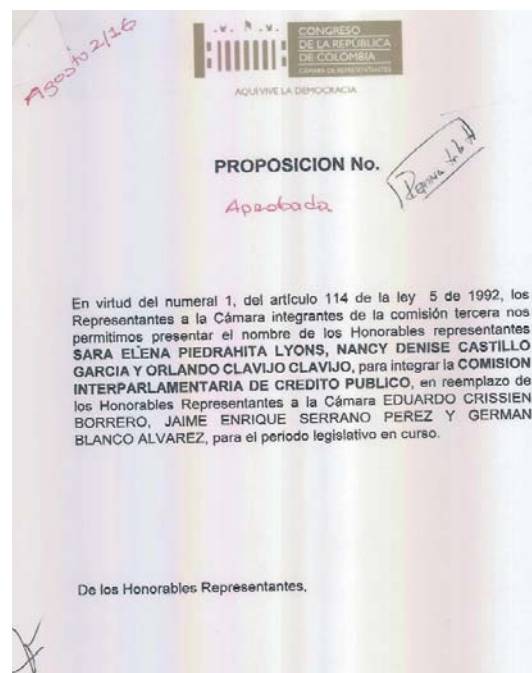 Agosto 2/16
CONGRESO
DE LA REPÚBLICA
DE COLOMBIA
CÁMARA DE REPRESENTANTES
AQUÍ VIVE LA DEMOCRACIA
PROPOSICION No.
Aprobada
En virtud del numeral 1, del artículo 114 de la ley 5 de 1992, los
Representantes a la Cámara integrantes de la comisión tercera nos
permitimos presentar el nombre de los Honorables representantes
SARA ELENA PIEDRAHITA LYONS, NANCY DENISE CASTILLO
GARCIA Y ORLANDO CLAVIJO CLAVIJO, para integrar la COMISION
INTERPARLAMENTARIA DE CREDITO PUBLICO, en reemplazo de
los Honorables Representantes a la Cámara EDUARDO CRISSIEN
BORRERO, JAIME ENRIQUE SERRANO PEREZ Y GERMAN
BLANCO ALVAREZ, para el periodo legislativo en curso.
De los Honorables Representantes,